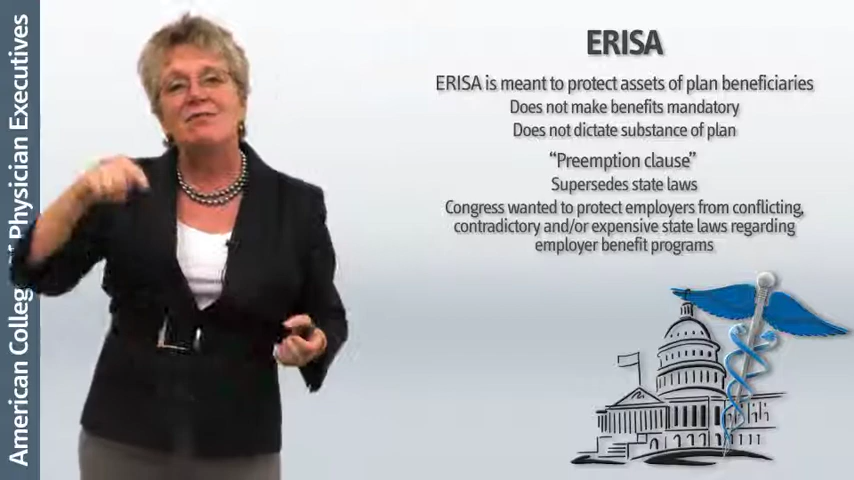 American College of Physician Executives
ERISA
ERISA is meant to protect assets of plan beneficiaries
Does not make benefits mandatory
Does not dictate substance of plan
“Preemption clause”
Supersedes state laws
Congress wanted to protect employers from conflicting,
contradictory and/or expensive state laws regarding
employer benefit programs